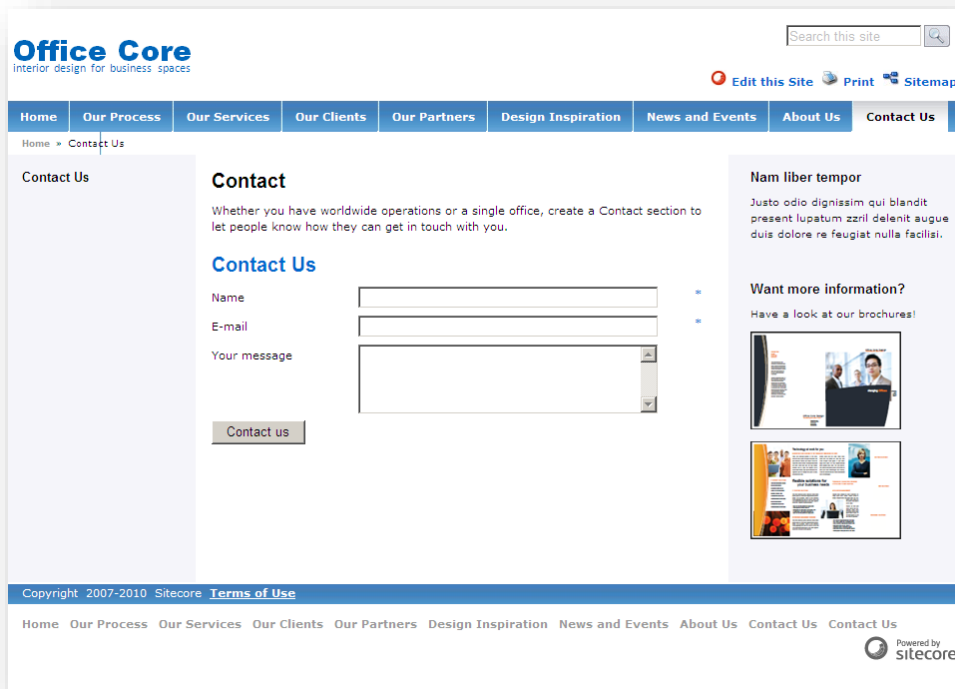 Office Core
interior design for business spaces
Search this site
Edit this Site Print Sitemap
Home Our Process Our Services Our Clients Our Partners Design Inspiration News and Events About Us Contact Us
Home » Contact Us
Contact Us
Contact
Whether you have worldwide operations or a single office, create a Contact section to
let people know how they can get in touch with you.
Contact Us
Name *
E-mail *
Your message
Contact us
Nam liber tempor
Justo odio dignissim qui blandit
present lupatum zzril delenit augue
duis dolore re feugiat nulla facilisi.
Want more information?
Have a look at our brochures!
Copyright 2007-2010 Sitecore Terms of Use
Home Our Process Our Services Our Clients Our Partners Design Inspiration News and Events About Us Contact Us Contact Us
Powered by
sitecore